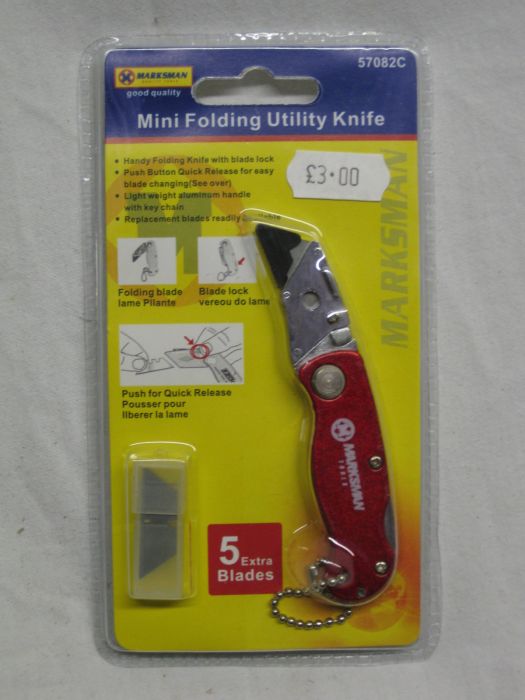 57082C
MARKSMAN
QUALITY TOOLS
good quality
Mini Folding Utility Knife
• Handy Folding Knife with blade lock
• Push Button Quick Release for easy
blade changing(See over)
• Light weight aluminum handle
with key chain
• Replacement blades readily
£3·00
MARKSMAN
Folding blade
lame Pliante
Blade lock
vereou do lame
Push for Quick Release
Pousser pour
liberer la lame
MARKSMAN
TOOLS
5 Extra
Blades